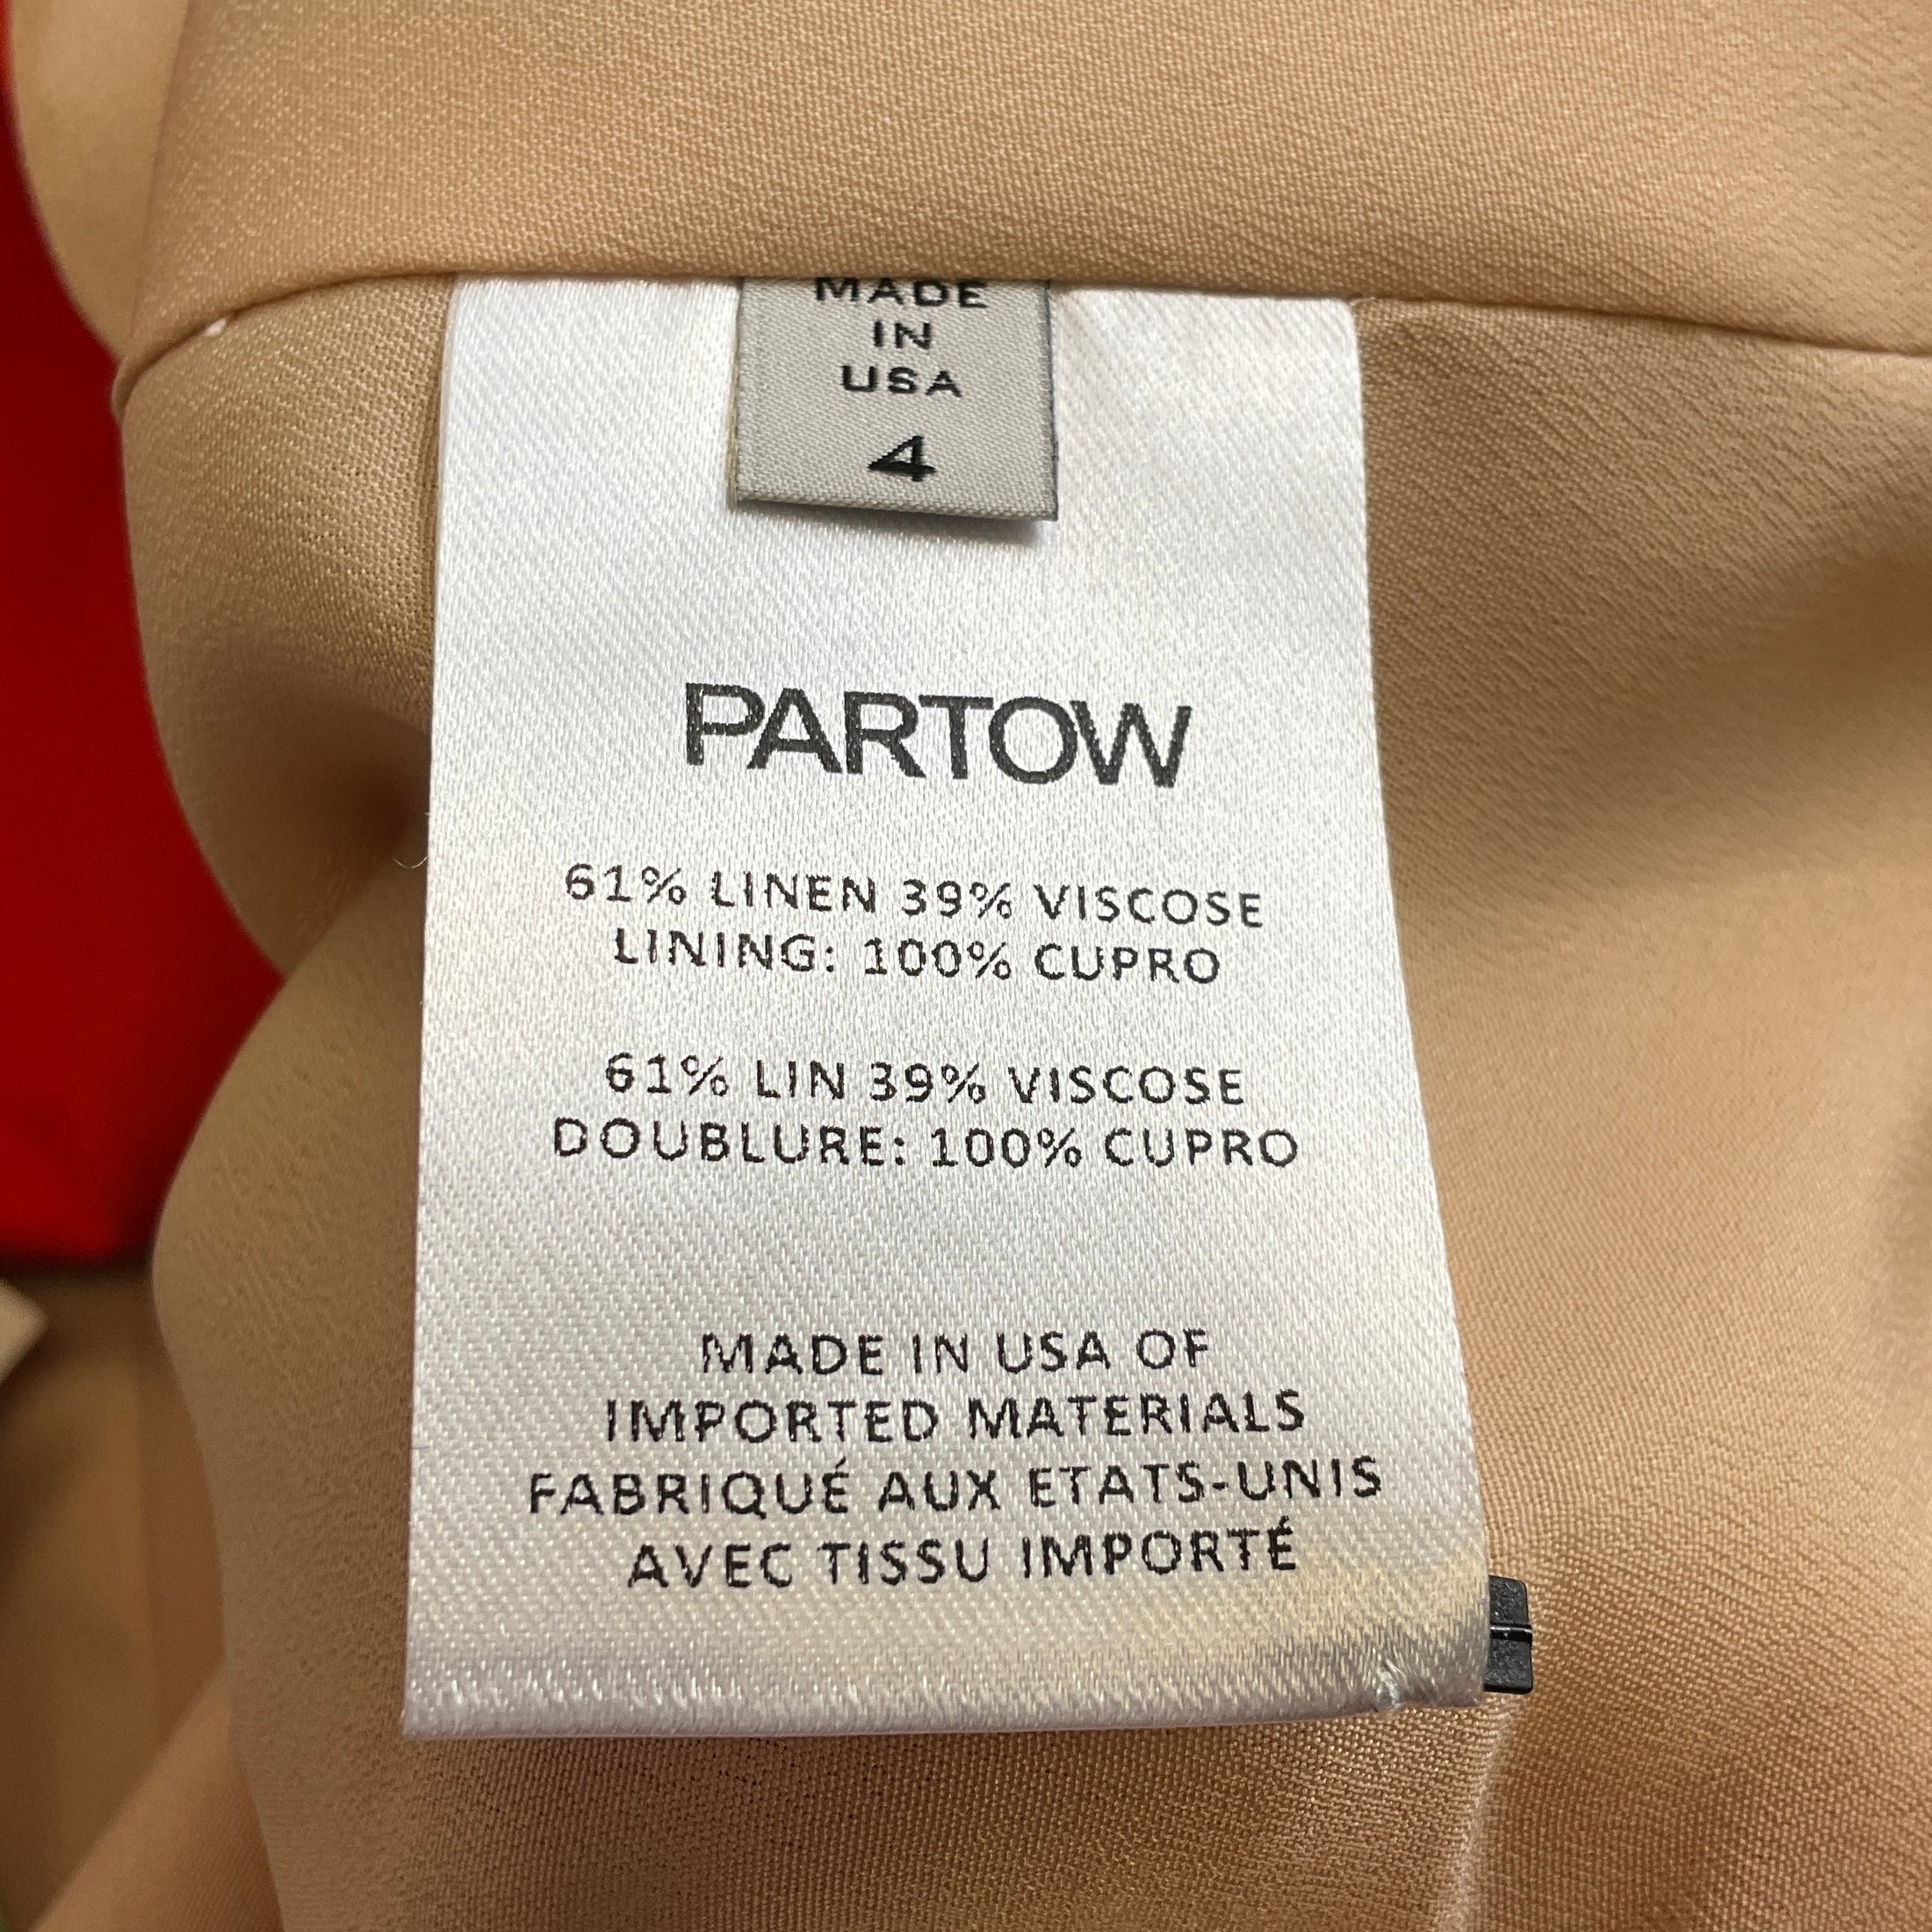 MADE
IN
USA
4
PARTOW
61% LINEN 39% VISCOSE
LINING: 100% CUPRO
61% LIN 39% VISCOSE
DOUBLURE: 100% CUPRO
MADE IN USA OF
IMPORTED MATERIALS
FABRIQUÉ AUX ETATS-UNIS
AVEC TISSU IMPORTÉ